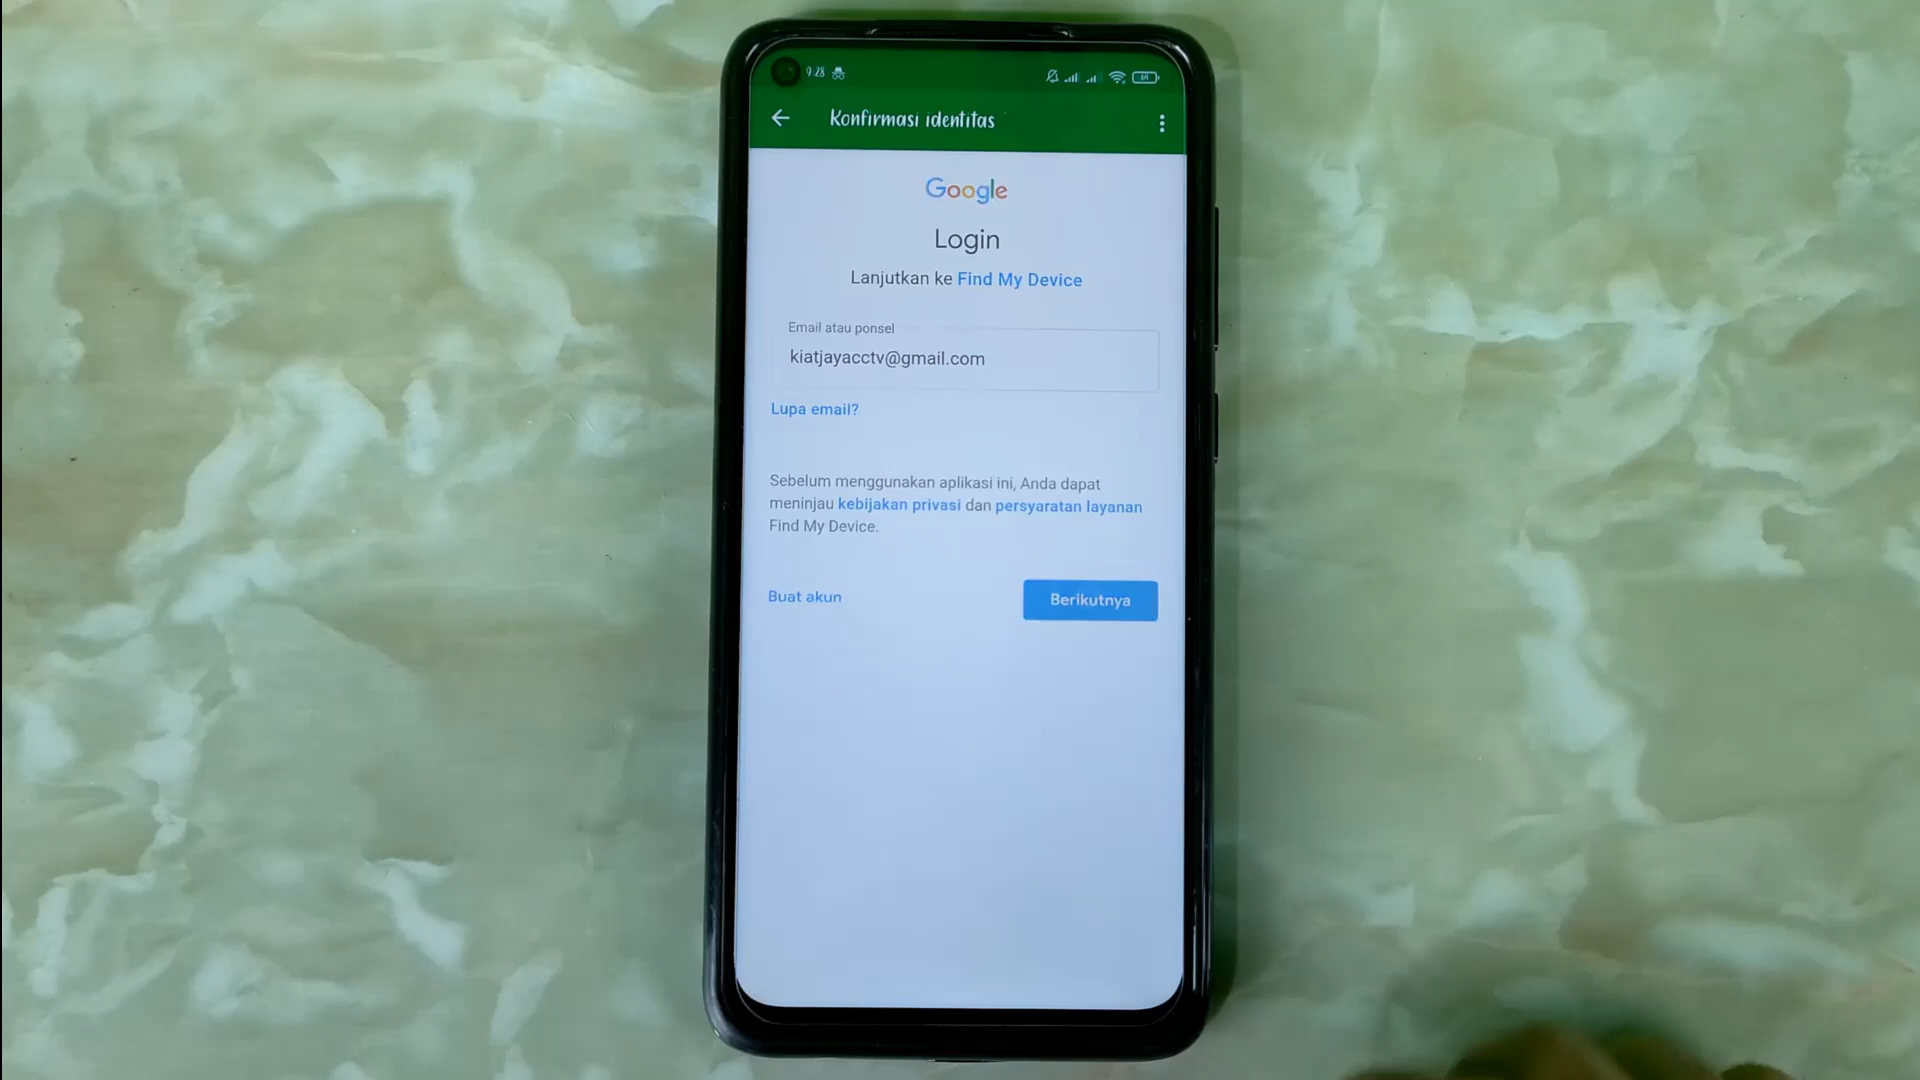 9.28
Konfirmasi identitas
Google
Login
Lanjutkan ke Find My Device
Email atau ponsel
kiatjayacctv@gmail.com
Lupa email?
Sebelum menggunakan aplikasi ini, Anda dapat
meninjau kebijakan privasi dan persyaratan layanan
Find My Device.
Buat akun
Berikutnya